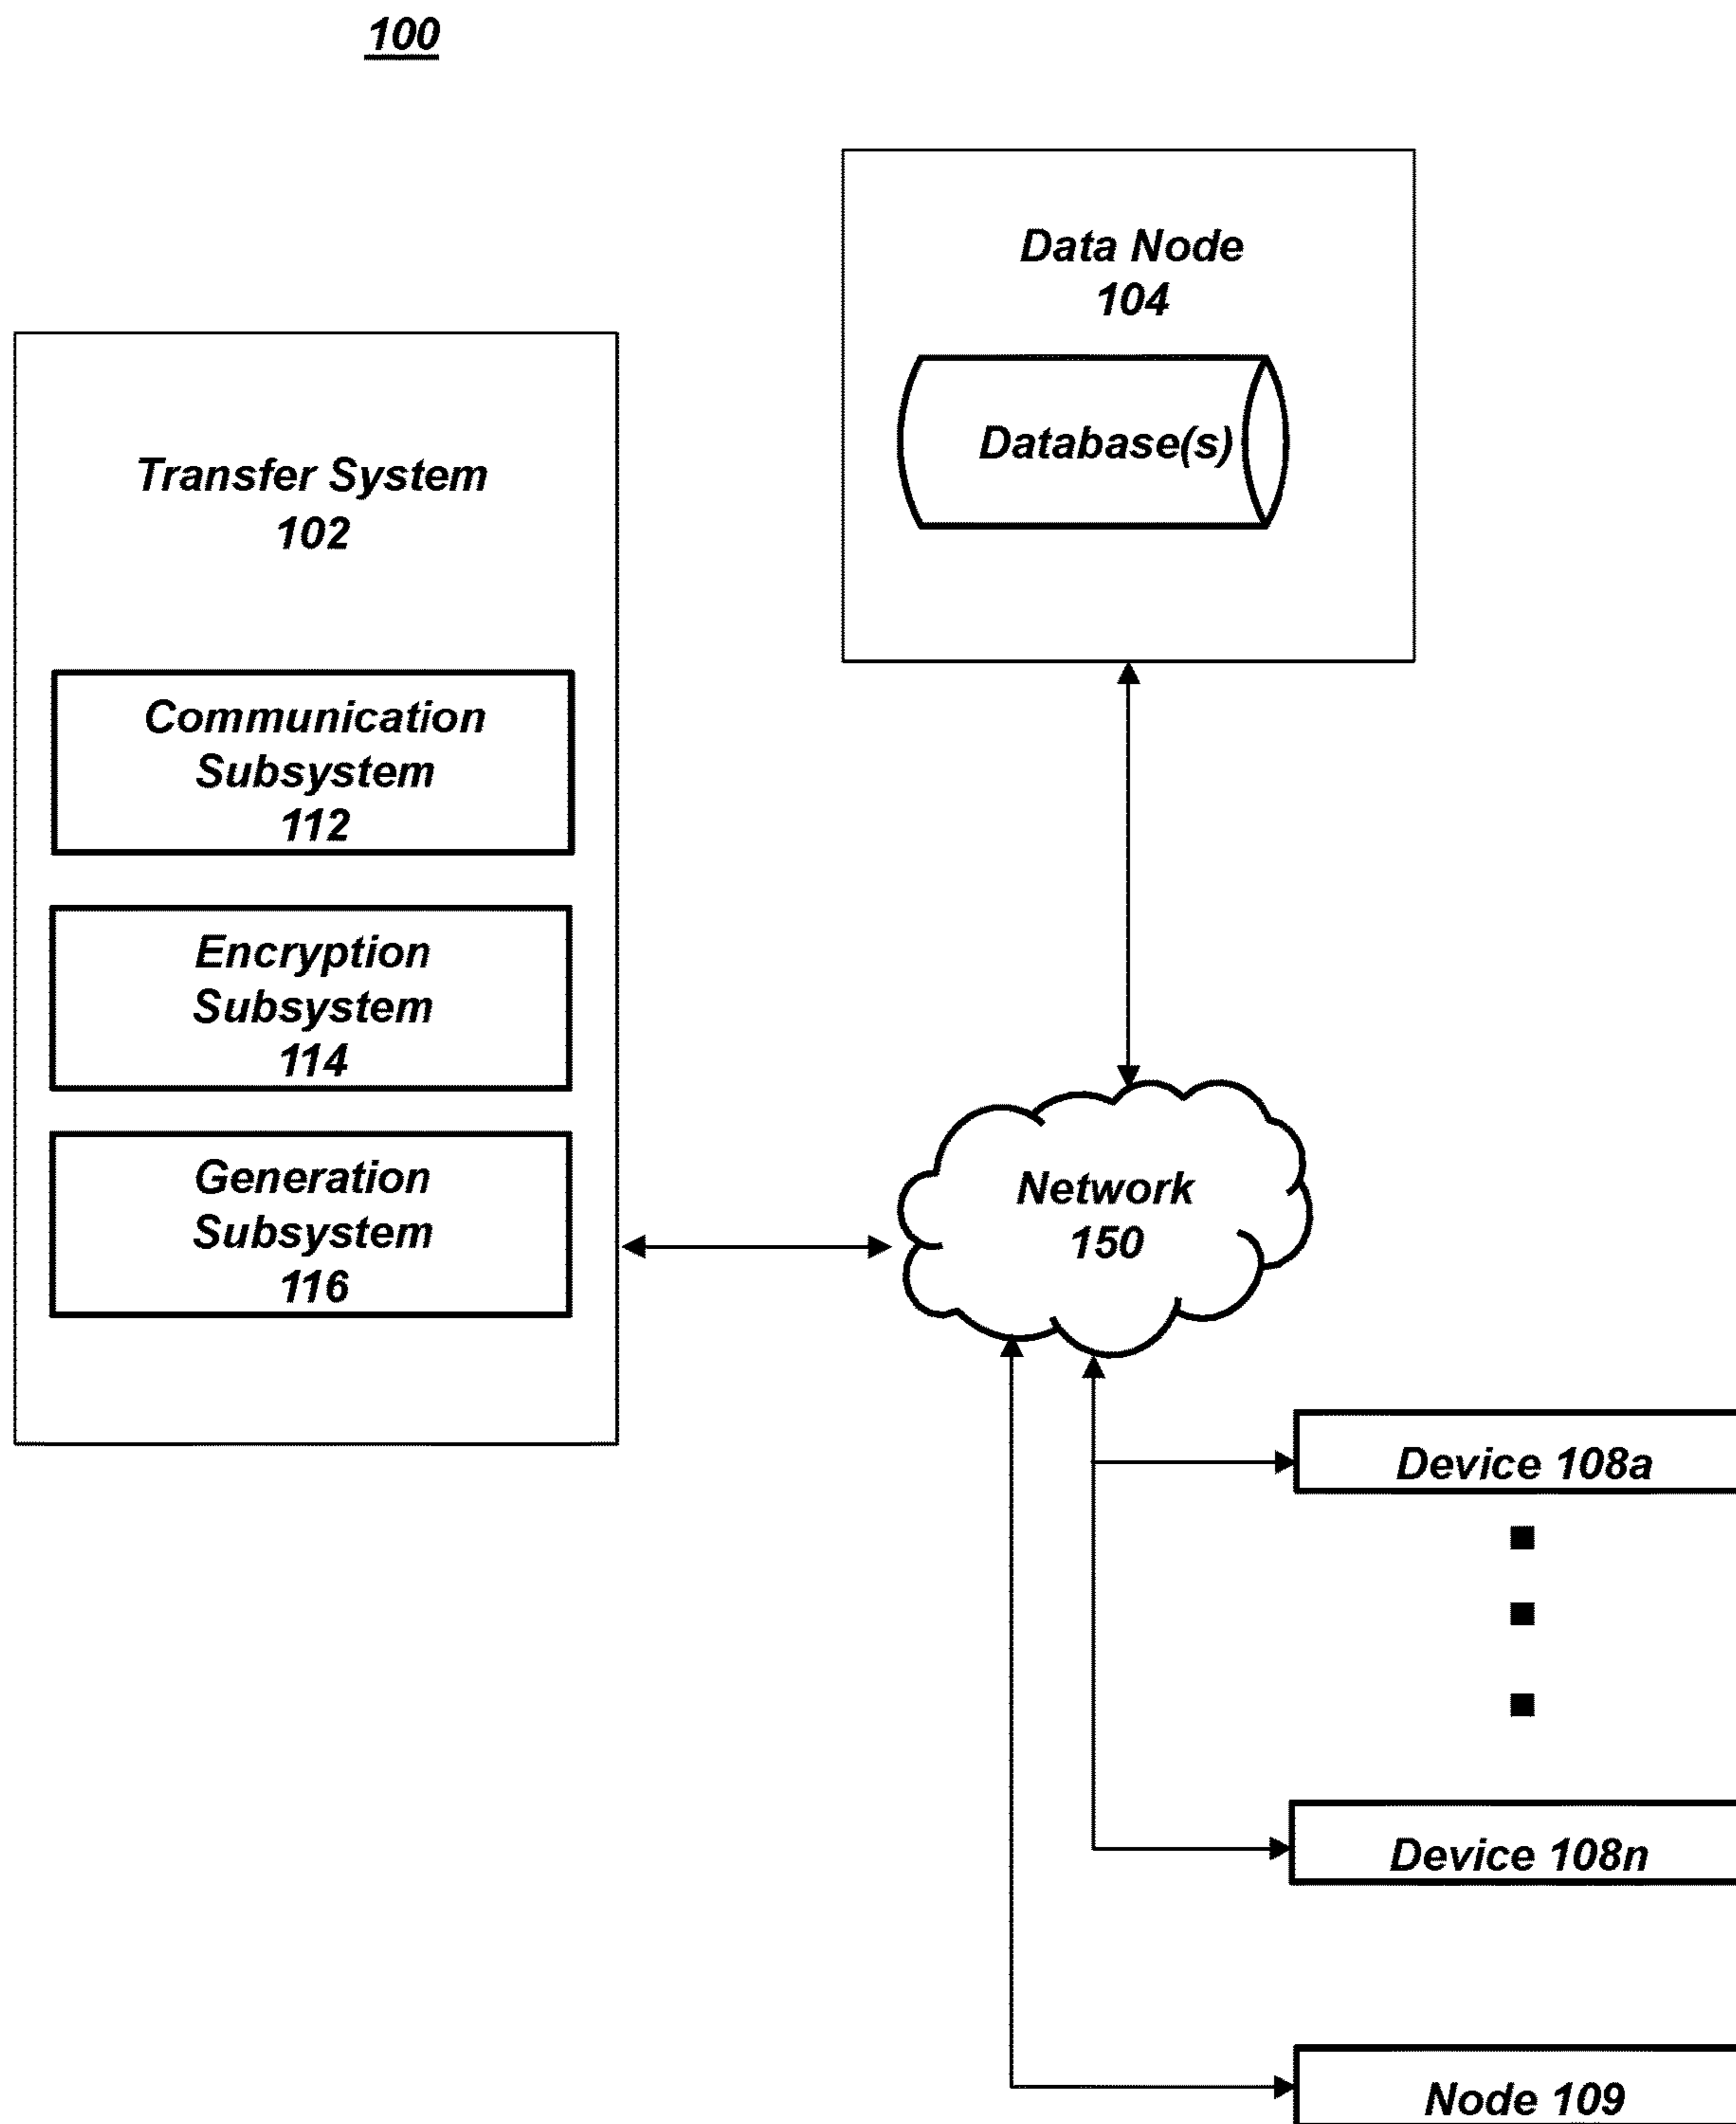 100
Data Node
104
Database(s)
Transfer System
102
Communication
Subsystem
112
Encryption
Subsystem
114
Generation
Subsystem
116
Network
150
Device 108a
Device 108n
Node 109